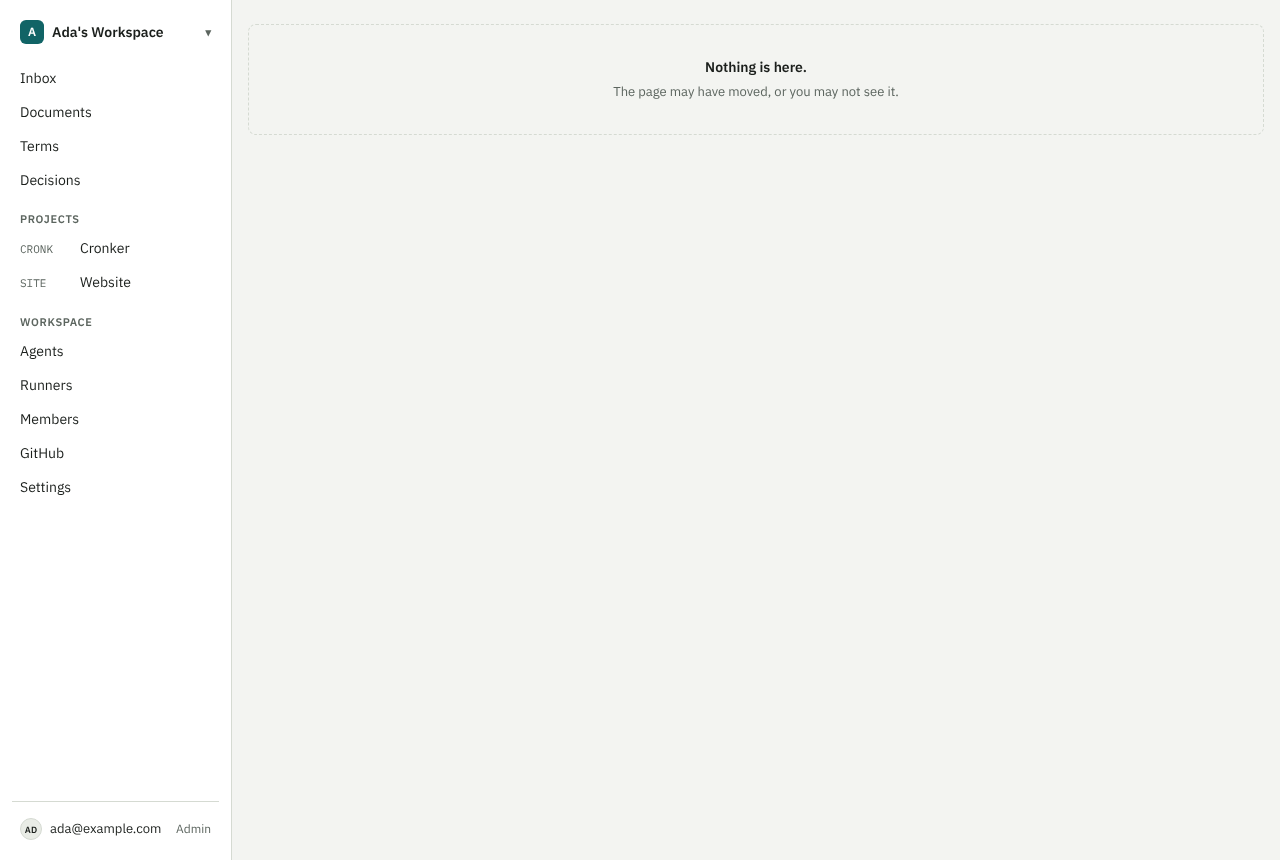 A Ada's Workspace ▾
Inbox
Documents
Terms
Decisions
PROJECTS
CRONK Cronker
SITE Website
WORKSPACE
Agents
Runners
Members
GitHub
Settings
AD ada@example.com Admin
Nothing is here.
The page may have moved, or you may not see it.